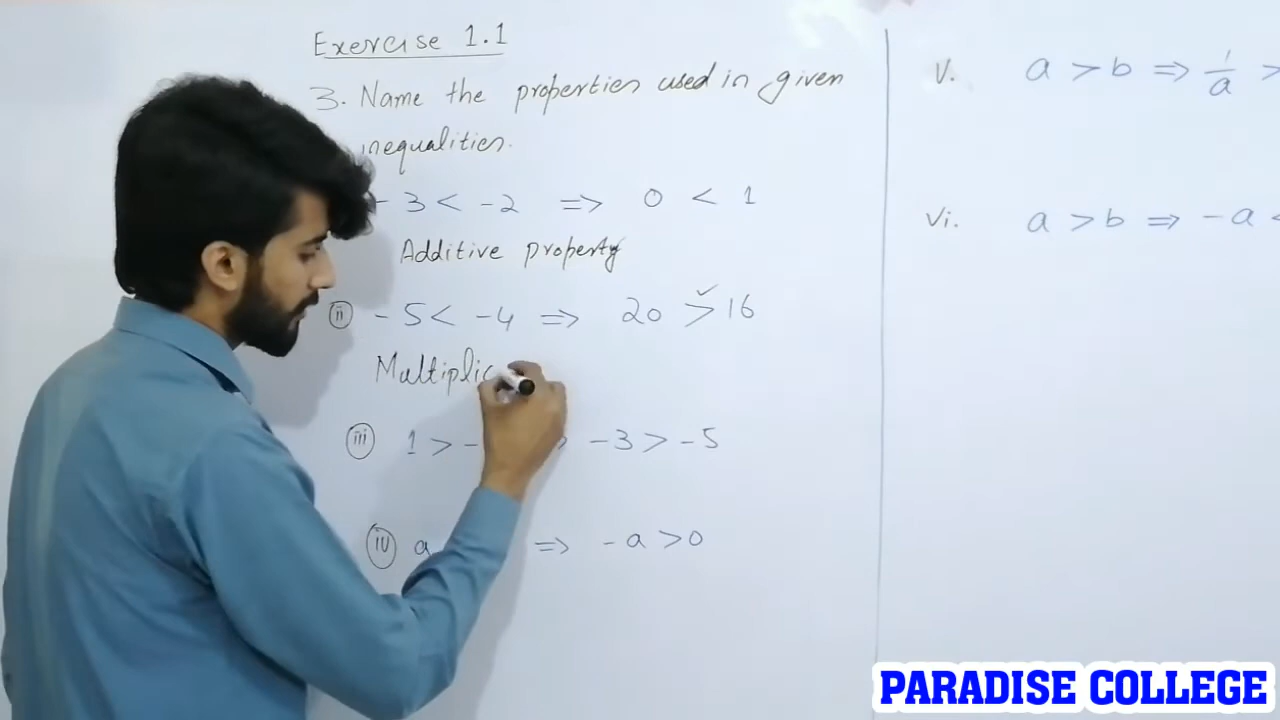 Exercise 1.1
3. Name the properties used in given
inequalities.
- 3 < -2 ⇒ 0 < 1
Additive property
(ii) - 5 < -4 ⇒ 20 > 16
Multiplic
(iii) 1 > - -3 > -5
(iv) a ⇒ -a > 0
V. a > b ⇒ 1/a >
Vi. a > b ⇒ -a <
PARADISE COLLEGE